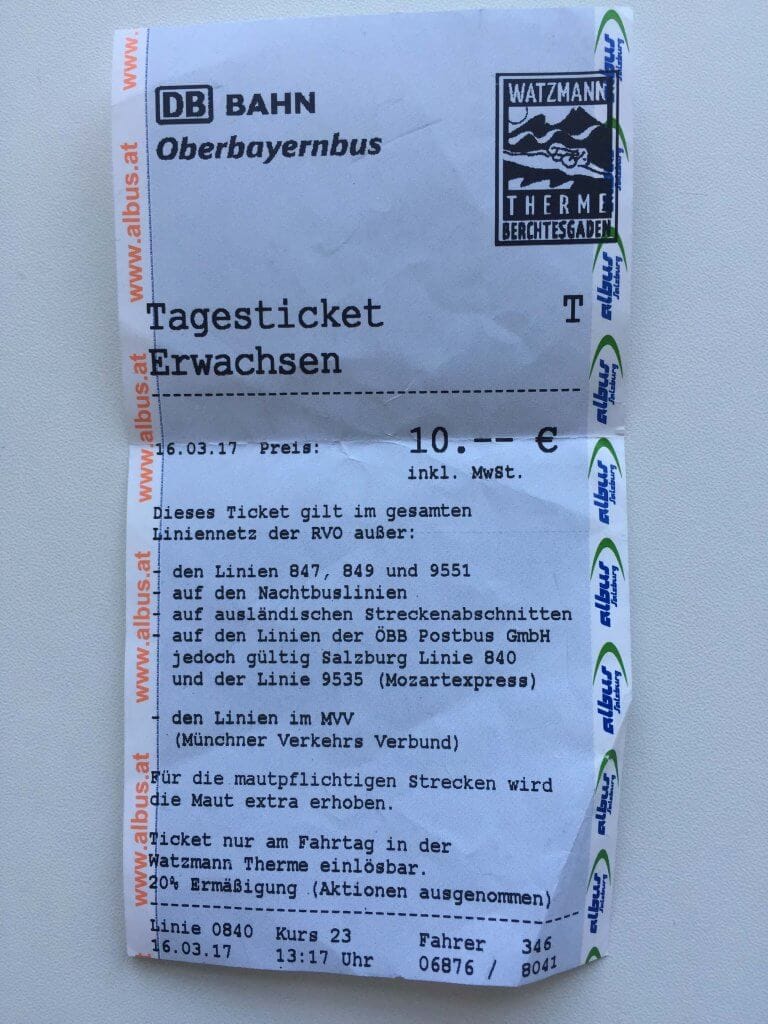 DB BAHN
Oberbayernbus
WATZMANN
THERME
BERCHTESGADEN
Tagesticket T
Erwachsen
16.03.17 Preis: 10.-- €
inkl. MwSt.
Dieses Ticket gilt im gesamten
Liniennetz der RVO außer:
- den Linien 847, 849 und 9551
- auf den Nachtbuslinien
- auf ausländischen Streckenabschnitten
- auf den Linien der ÖBB Postbus GmbH
jedoch gültig Salzburg Linie 840
und der Linie 9535 (Mozartexpress)
- den Linien im MVV
(Münchner Verkehrs Verbund)
Für die mautpflichtigen Strecken wird
die Maut extra erhoben.
Ticket nur am Fahrtag in der
Watzmann Therme einlösbar.
20% Ermäßigung (Aktionen ausgenommen)
Linie 0840 Kurs 23 Fahrer 346
16.03.17 13:17 Uhr 06876 / 8041
www.
www.albus.at
www.albus.at
www.albus.at
www.albus.at
albus Salzburg
albus Salzburg
albus Salzburg
albus Salzburg
albus Salzburg
albus Salzburg
albus Salzburg
albus Salzburg
albus Salzburg